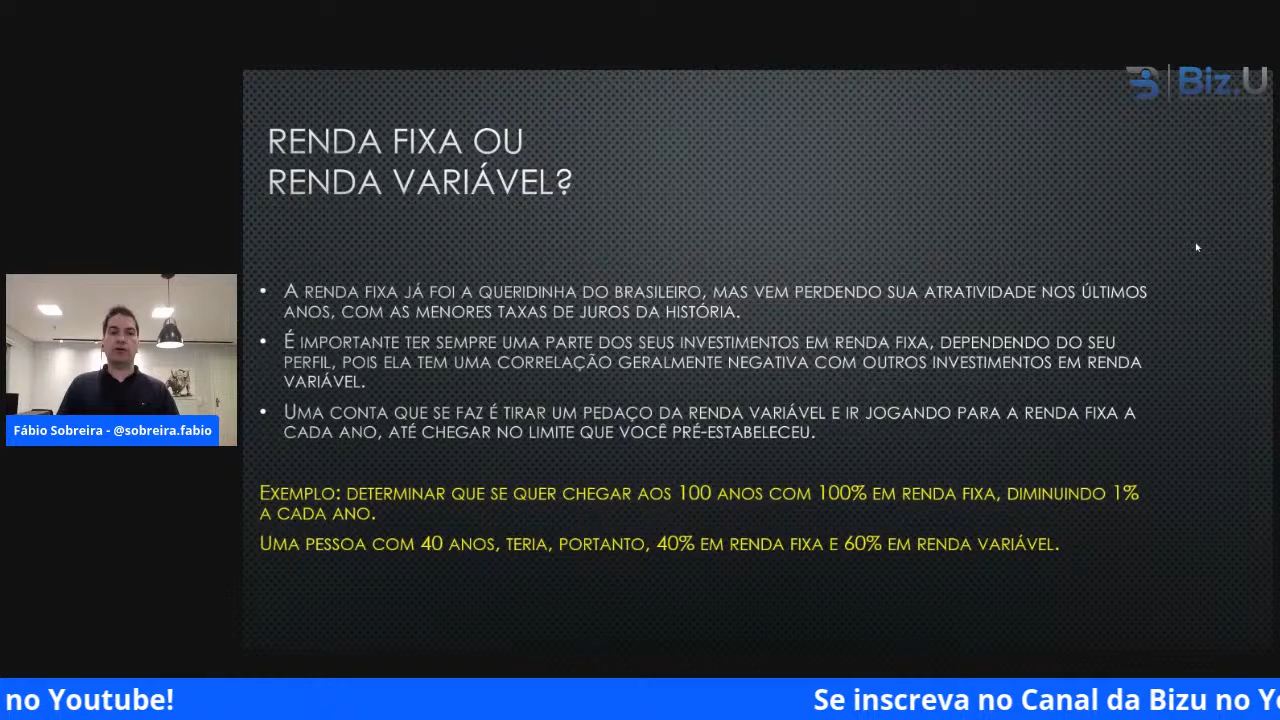 Biz.U
RENDA FIXA OU
RENDA VARIÁVEL?
• A RENDA FIXA JÁ FOI A QUERIDINHA DO BRASILEIRO, MAS VEM PERDENDO SUA ATRATIVIDADE NOS ÚLTIMOS
ANOS, COM AS MENORES TAXAS DE JUROS DA HISTÓRIA.
• É IMPORTANTE TER SEMPRE UMA PARTE DOS SEUS INVESTIMENTOS EM RENDA FIXA, DEPENDENDO DO SEU
PERFIL, POIS ELA TEM UMA CORRELAÇÃO GERALMENTE NEGATIVA COM OUTROS INVESTIMENTOS EM RENDA
VARIÁVEL.
• UMA CONTA QUE SE FAZ É TIRAR UM PEDAÇO DA RENDA VARIÁVEL E IR JOGANDO PARA A RENDA FIXA A
CADA ANO, ATÉ CHEGAR NO LIMITE QUE VOCÊ PRÉ-ESTABELECEU.
EXEMPLO: DETERMINAR QUE SE QUER CHEGAR AOS 100 ANOS COM 100% EM RENDA FIXA, DIMINUINDO 1%
A CADA ANO.
UMA PESSOA COM 40 ANOS, TERIA, PORTANTO, 40% EM RENDA FIXA E 60% EM RENDA VARIÁVEL.
Fábio Sobreira - @sobreira.fabio
no Youtube!
Se inscreva no Canal da Bizu no Yo